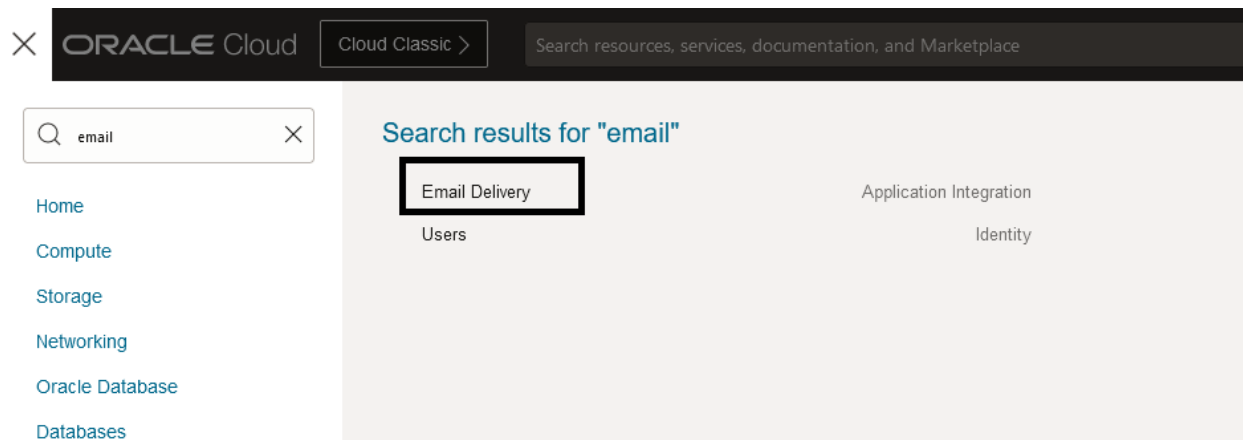 ORACLE Cloud
Cloud Classic >
Search resources, services, documentation, and Marketplace
email
Home
Compute
Storage
Networking
Oracle Database
Databases
Search results for "email"
Email Delivery Application Integration
Users Identity